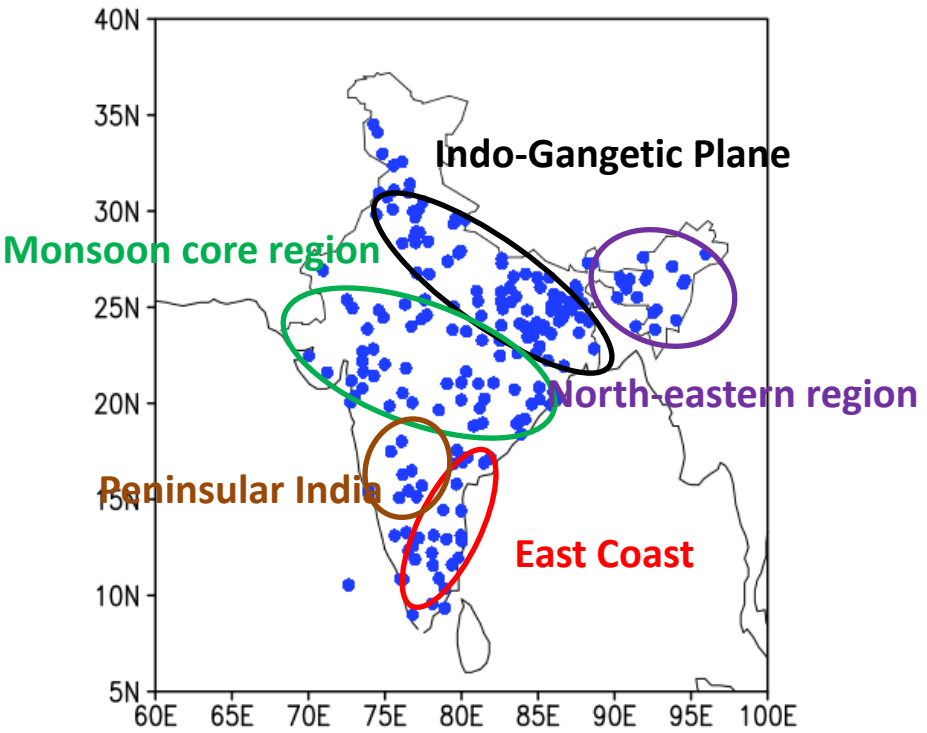 40N
35N
Indo-Gangetic Plane
30N
Monsoon core region
25N
North-eastern region
20N
Peninsular India
15N
East Coast
10N
5N
60E 65E 70E 75E 80E 85E 90E 95E 100E